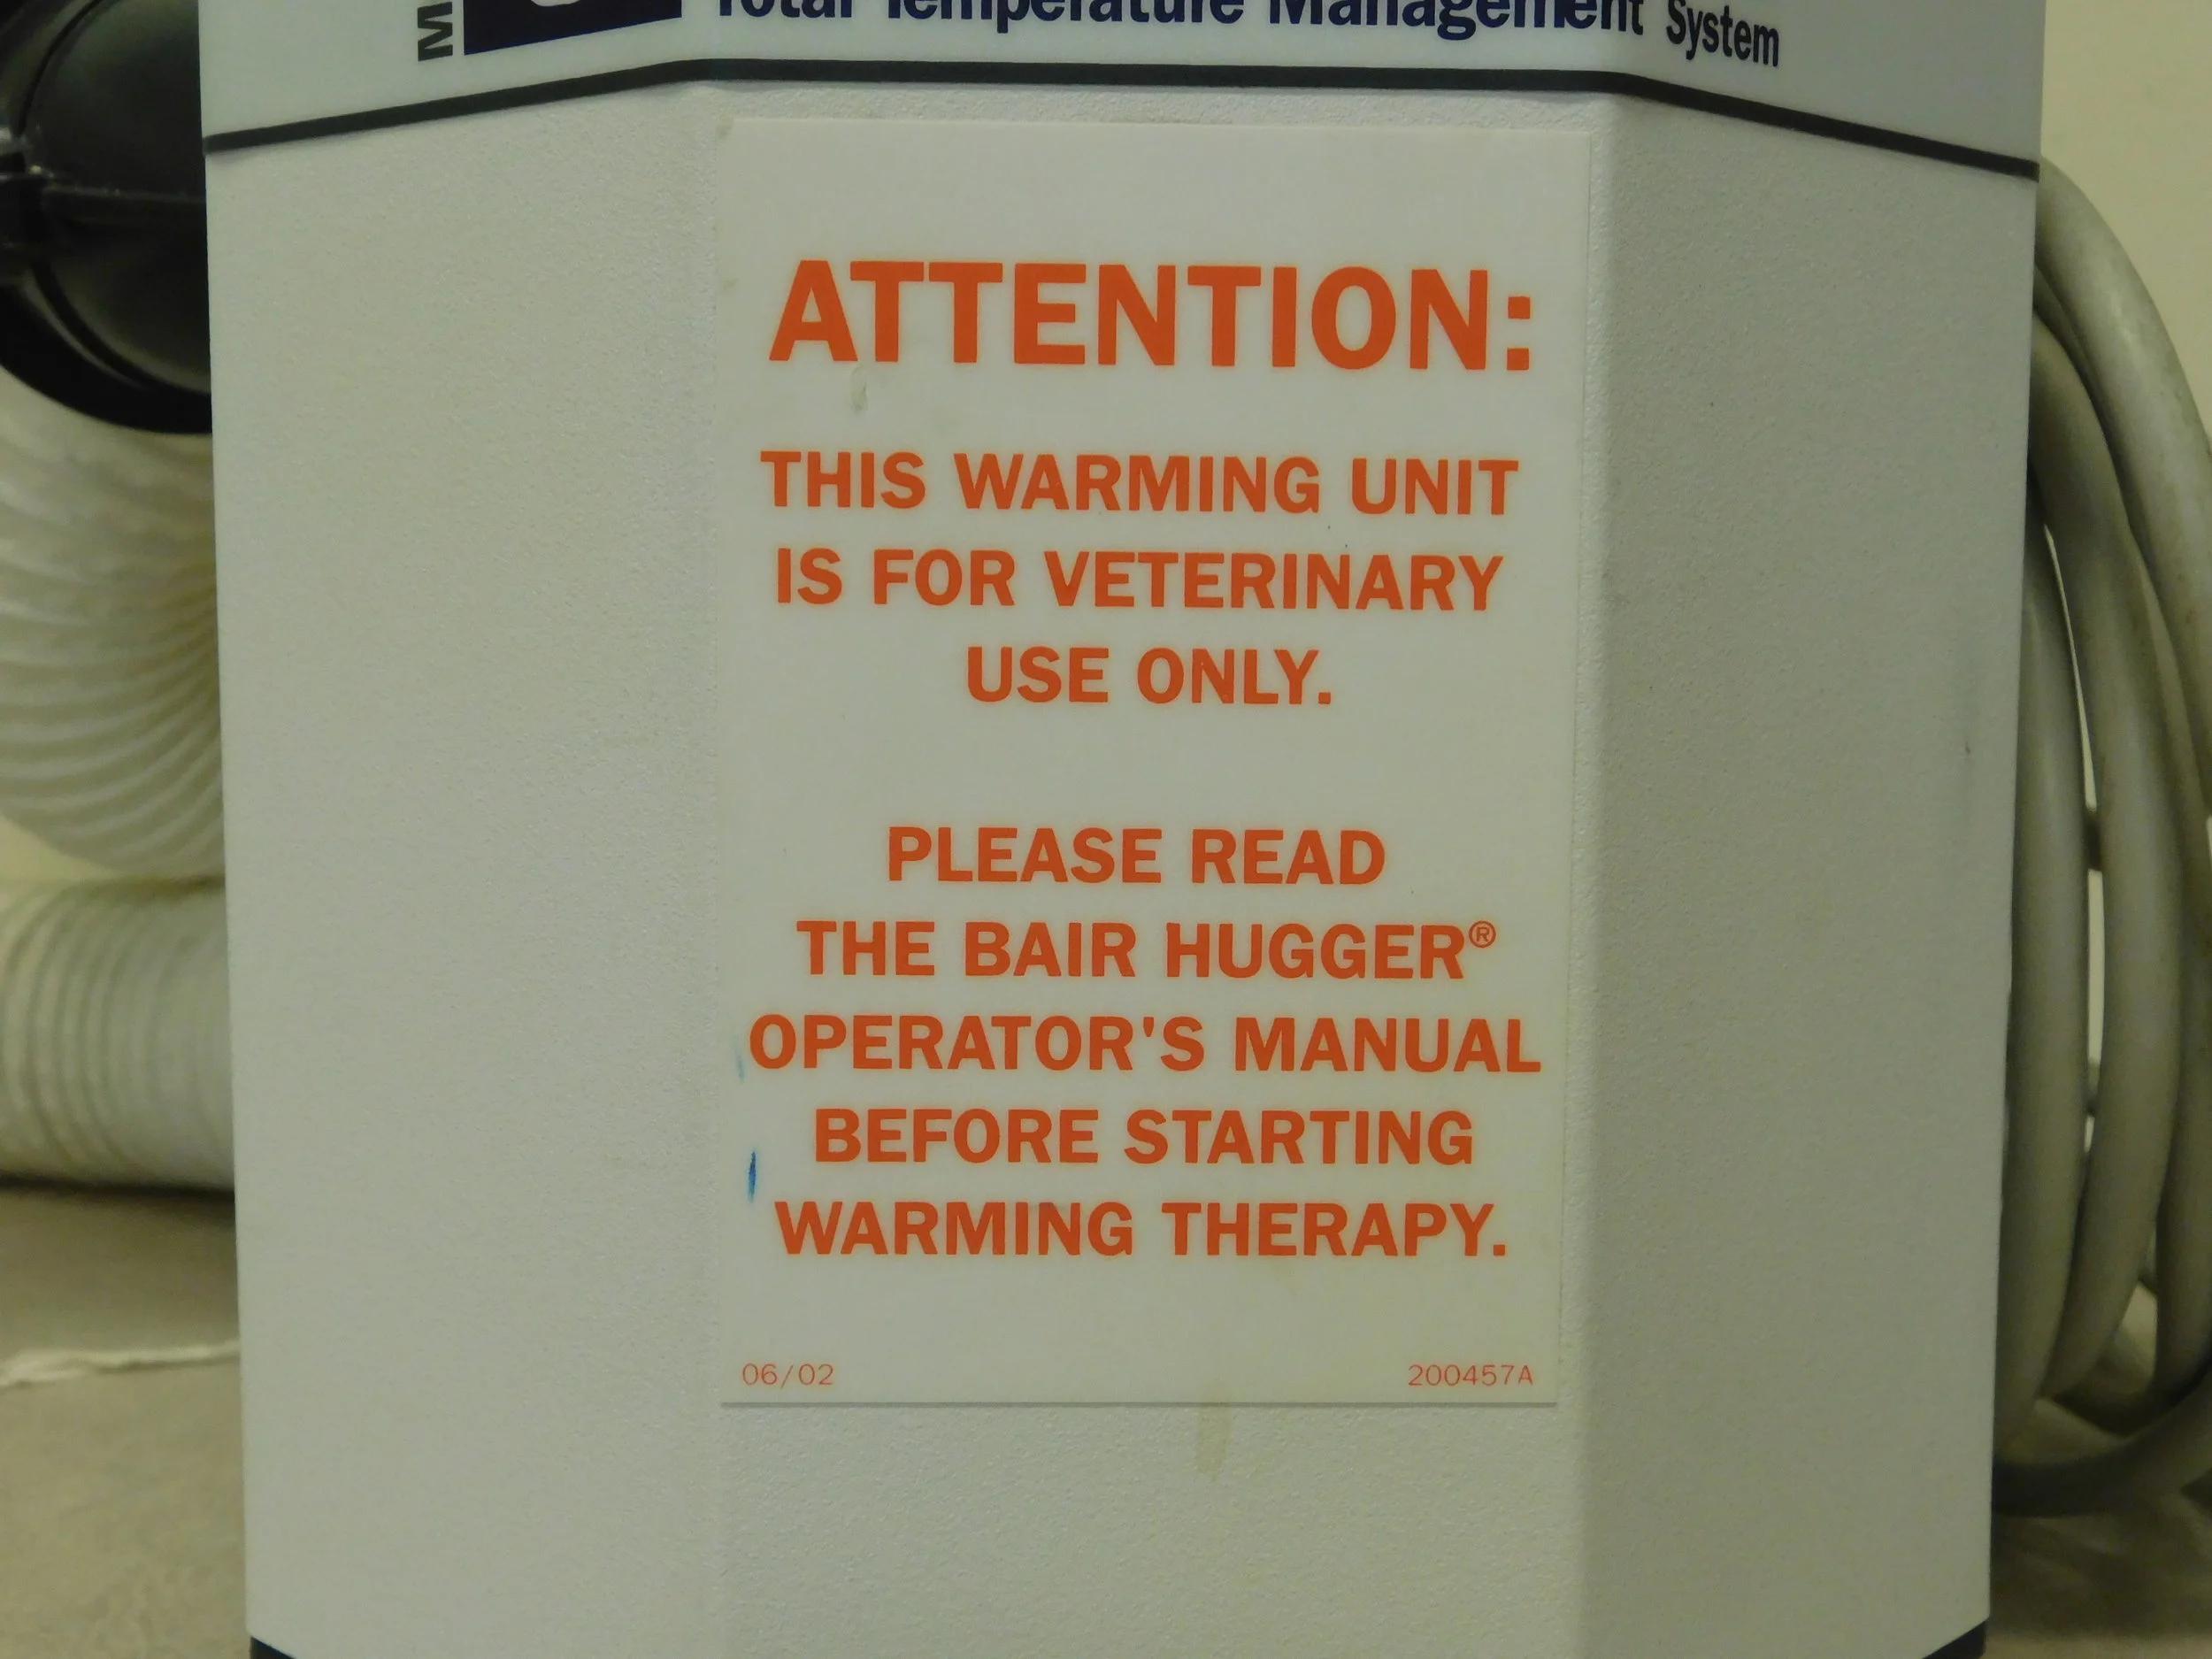 Total Temperature Management System
ATTENTION:
THIS WARMING UNIT
IS FOR VETERINARY
USE ONLY.
PLEASE READ
THE BAIR HUGGER®
OPERATOR'S MANUAL
BEFORE STARTING
WARMING THERAPY.
06/02
200457A